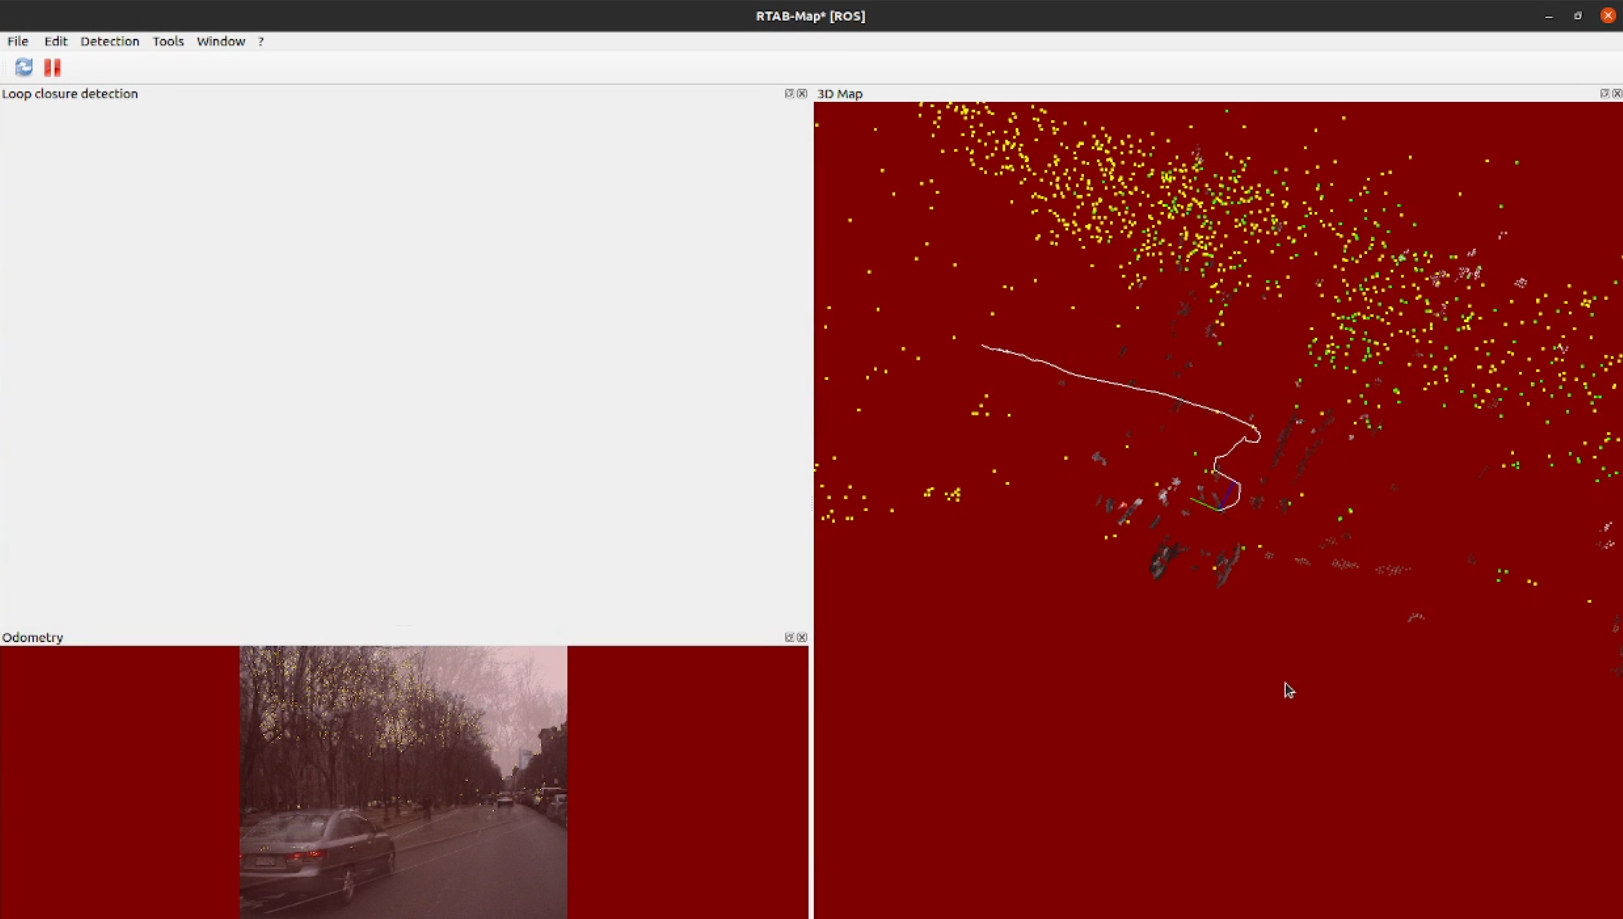 RTAB-Map* [ROS]
File Edit Detection Tools Window ?
Loop closure detection
3D Map
Odometry